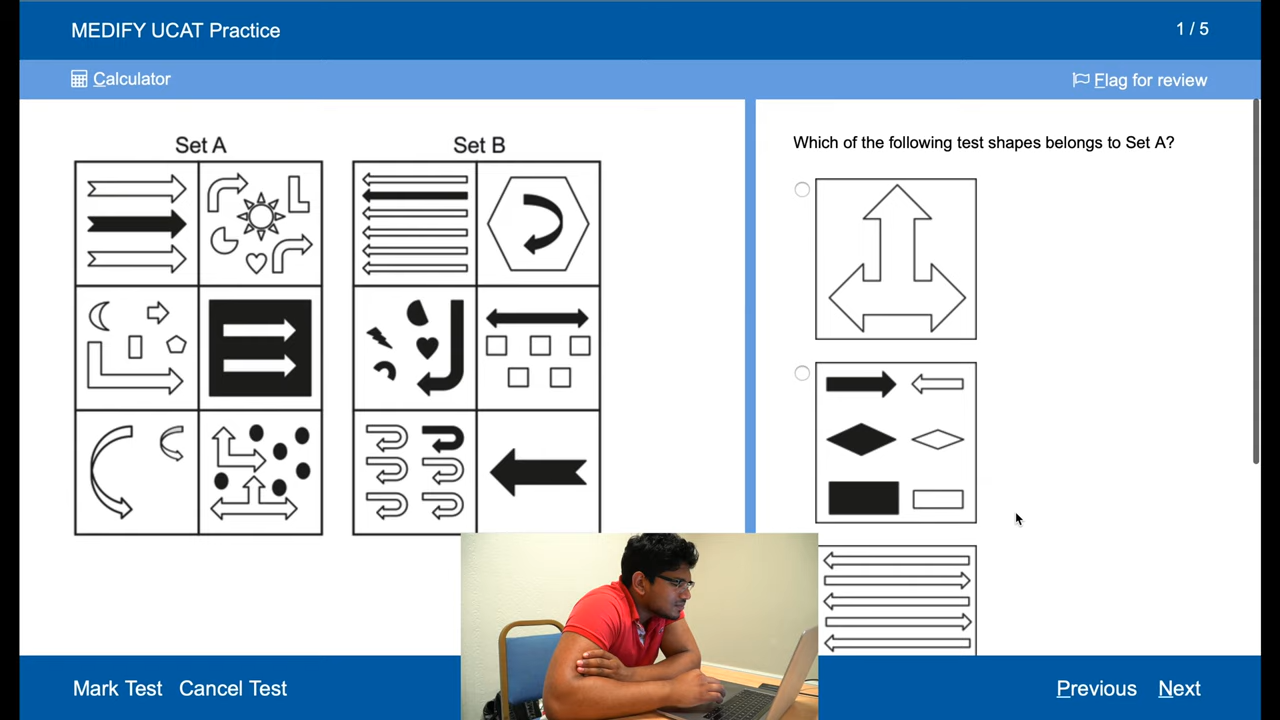 MEDIFY UCAT Practice
1 / 5
Calculator
Flag for review
Set A
Set B
Which of the following test shapes belongs to Set A?
Mark Test
Cancel Test
Previous
Next